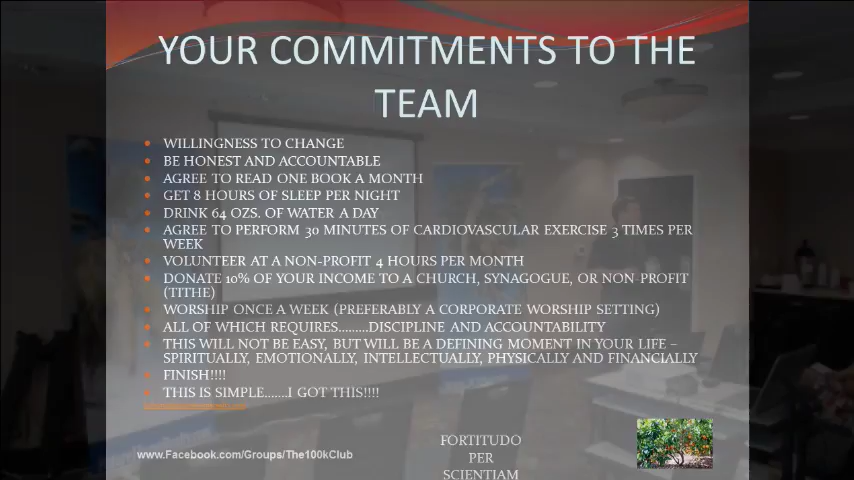 YOUR COMMITMENTS TO THE
TEAM
WILLINGNESS TO CHANGE
BE HONEST AND ACCOUNTABLE
AGREE TO READ ONE BOOK A MONTH
GET 8 HOURS OF SLEEP PER NIGHT
DRINK 64 OZS. OF WATER A DAY
AGREE TO PERFORM 30 MINUTES OF CARDIOVASCULAR EXERCISE 3 TIMES PER
WEEK
VOLUNTEER AT A NON-PROFIT 4 HOURS PER MONTH
DONATE 10% OF YOUR INCOME TO A CHURCH, SYNAGOGUE, OR NON-PROFIT
(TITHE)
WORSHIP ONCE A WEEK (PREFERABLY A CORPORATE WORSHIP SETTING)
ALL OF WHICH REQUIRES.........DISCIPLINE AND ACCOUNTABILITY
THIS WILL NOT BE EASY, BUT WILL BE A DEFINING MOMENT IN YOUR LIFE –
SPIRITUALLY, EMOTIONALLY, INTELLECTUALLY, PHYSICALLY AND FINANCIALLY
FINISH!!!!
THIS IS SIMPLE.......I GOT THIS!!!!
www.Facebook.com/Groups/The100kClub
FORTITUDO
PER
SCIENTIAM